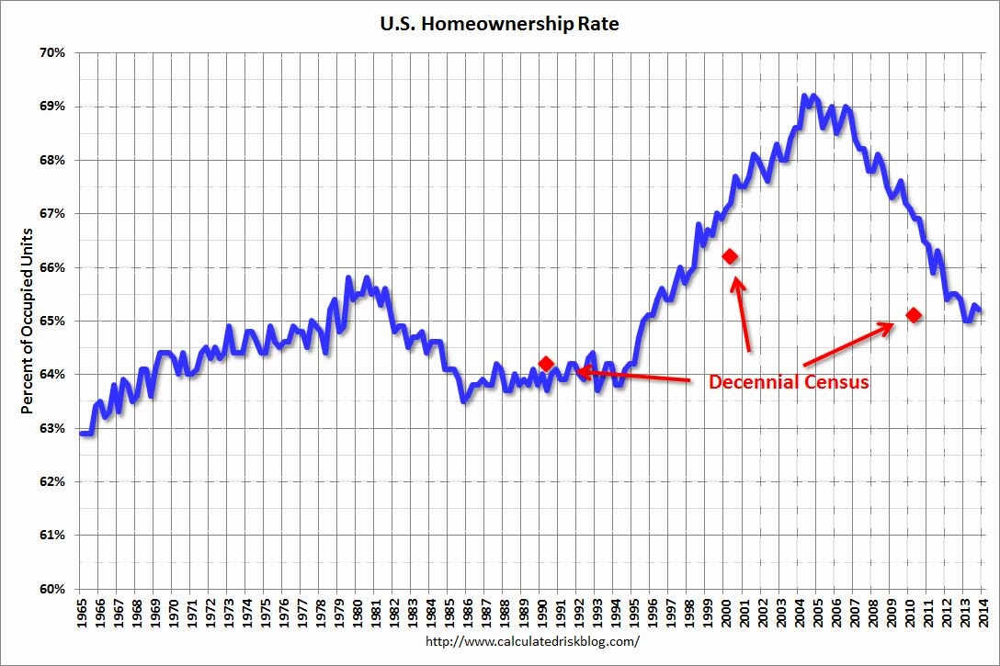 U.S. Homeownership Rate
Percent of Occupied Units
70%
69%
68%
67%
66%
65%
64%
63%
62%
61%
60%
Decennial Census
1965 1966 1967 1968 1969 1970 1971 1972 1973 1974 1975 1976 1977 1978 1979 1980 1981 1982 1983 1984 1985 1986 1987 1988 1989 1990 1991 1992 1993 1994 1995 1996 1997 1998 1999 2000 2001 2002 2003 2004 2005 2006 2007 2008 2009 2010 2011 2012 2013 2014
http://www.calculatedriskblog.com/